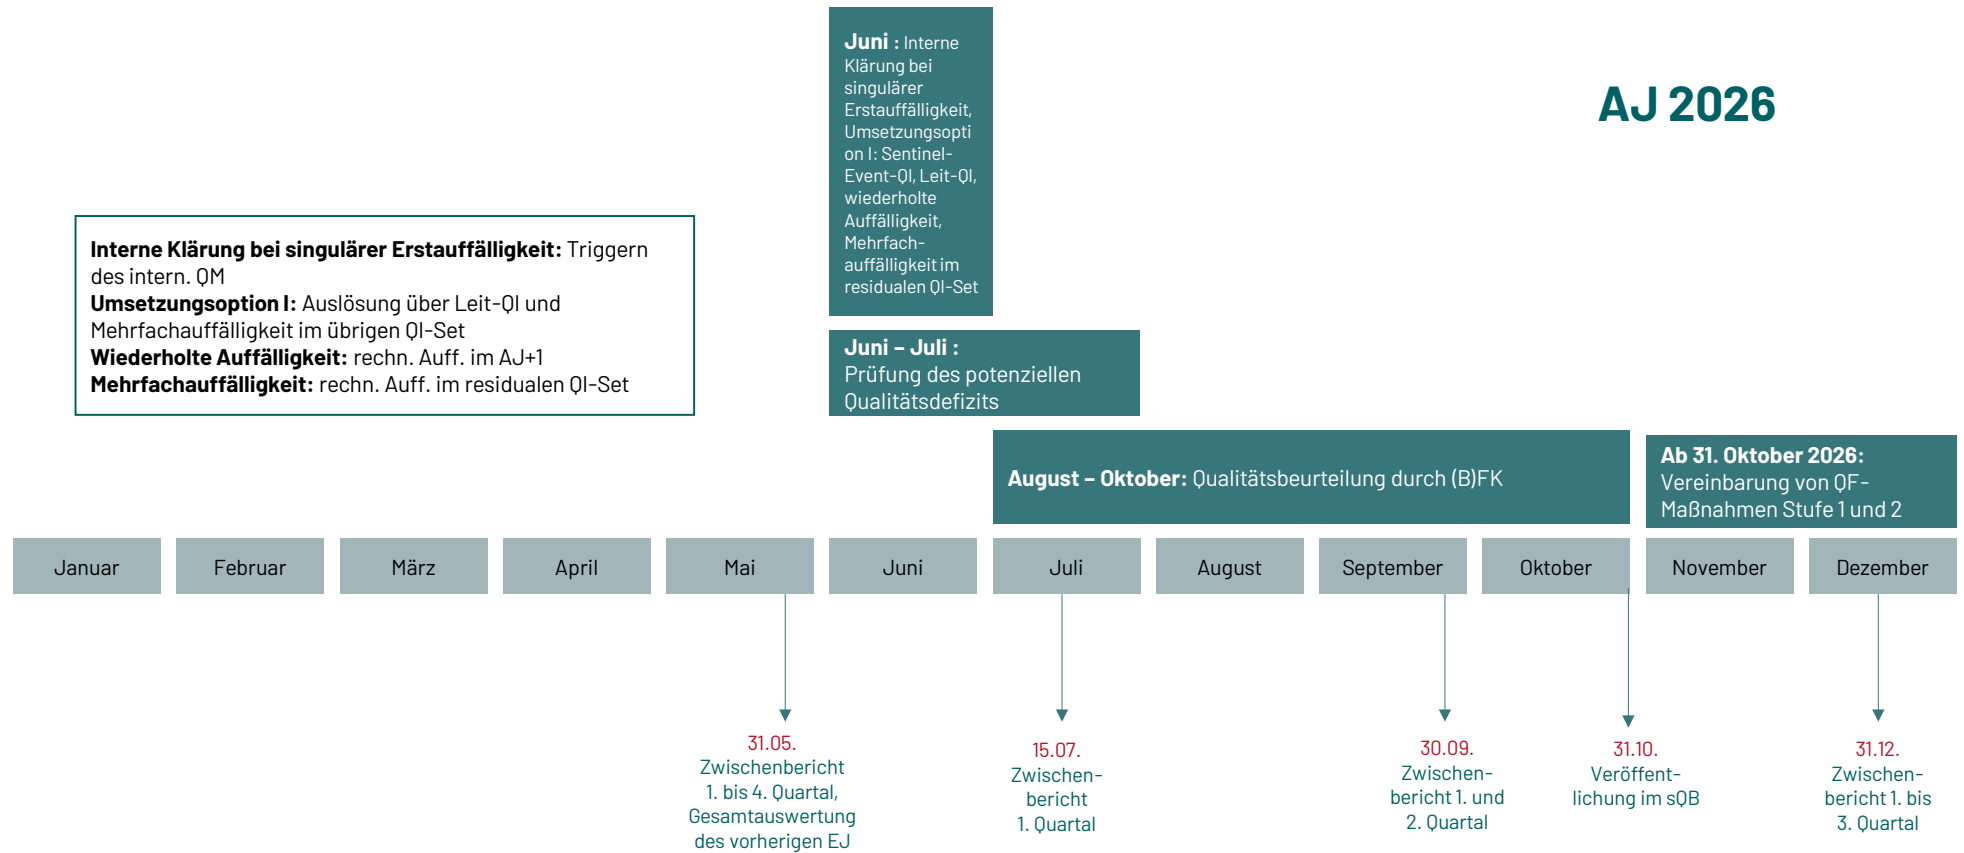 Juni : Interne
Klärung bei
singulärer
Erstauffälligkeit,
Umsetzungsopti
on I: Sentinel-
Event-QI, Leit-QI,
wiederholte
Auffälligkeit,
Mehrfach-
auffälligkeit im
residualen QI-Set
AJ 2026
Interne Klärung bei singulärer Erstauffälligkeit: Triggern
des intern. QM
Umsetzungsoption I: Auslösung über Leit-QI und
Mehrfachauffälligkeit im übrigen QI-Set
Wiederholte Auffälligkeit: rechn. Auff. im AJ+1
Mehrfachauffälligkeit: rechn. Auff. im residualen QI-Set
Juni – Juli :
Prüfung des potenziellen
Qualitätsdefizits
August – Oktober: Qualitätsbeurteilung durch (B)FK
Ab 31. Oktober 2026:
Vereinbarung von QF-
Maßnahmen Stufe 1 und 2
Januar
Februar
März
April
Mai
Juni
Juli
August
September
Oktober
November
Dezember
31.05.
Zwischenbericht
1. bis 4. Quartal,
Gesamtauswertung
des vorherigen EJ
15.07.
Zwischen-
bericht
1. Quartal
30.09.
Zwischen-
bericht 1. und
2. Quartal
31.10.
Veröffent-
lichung im sQB
31.12.
Zwischen-
bericht 1. bis
3. Quartal